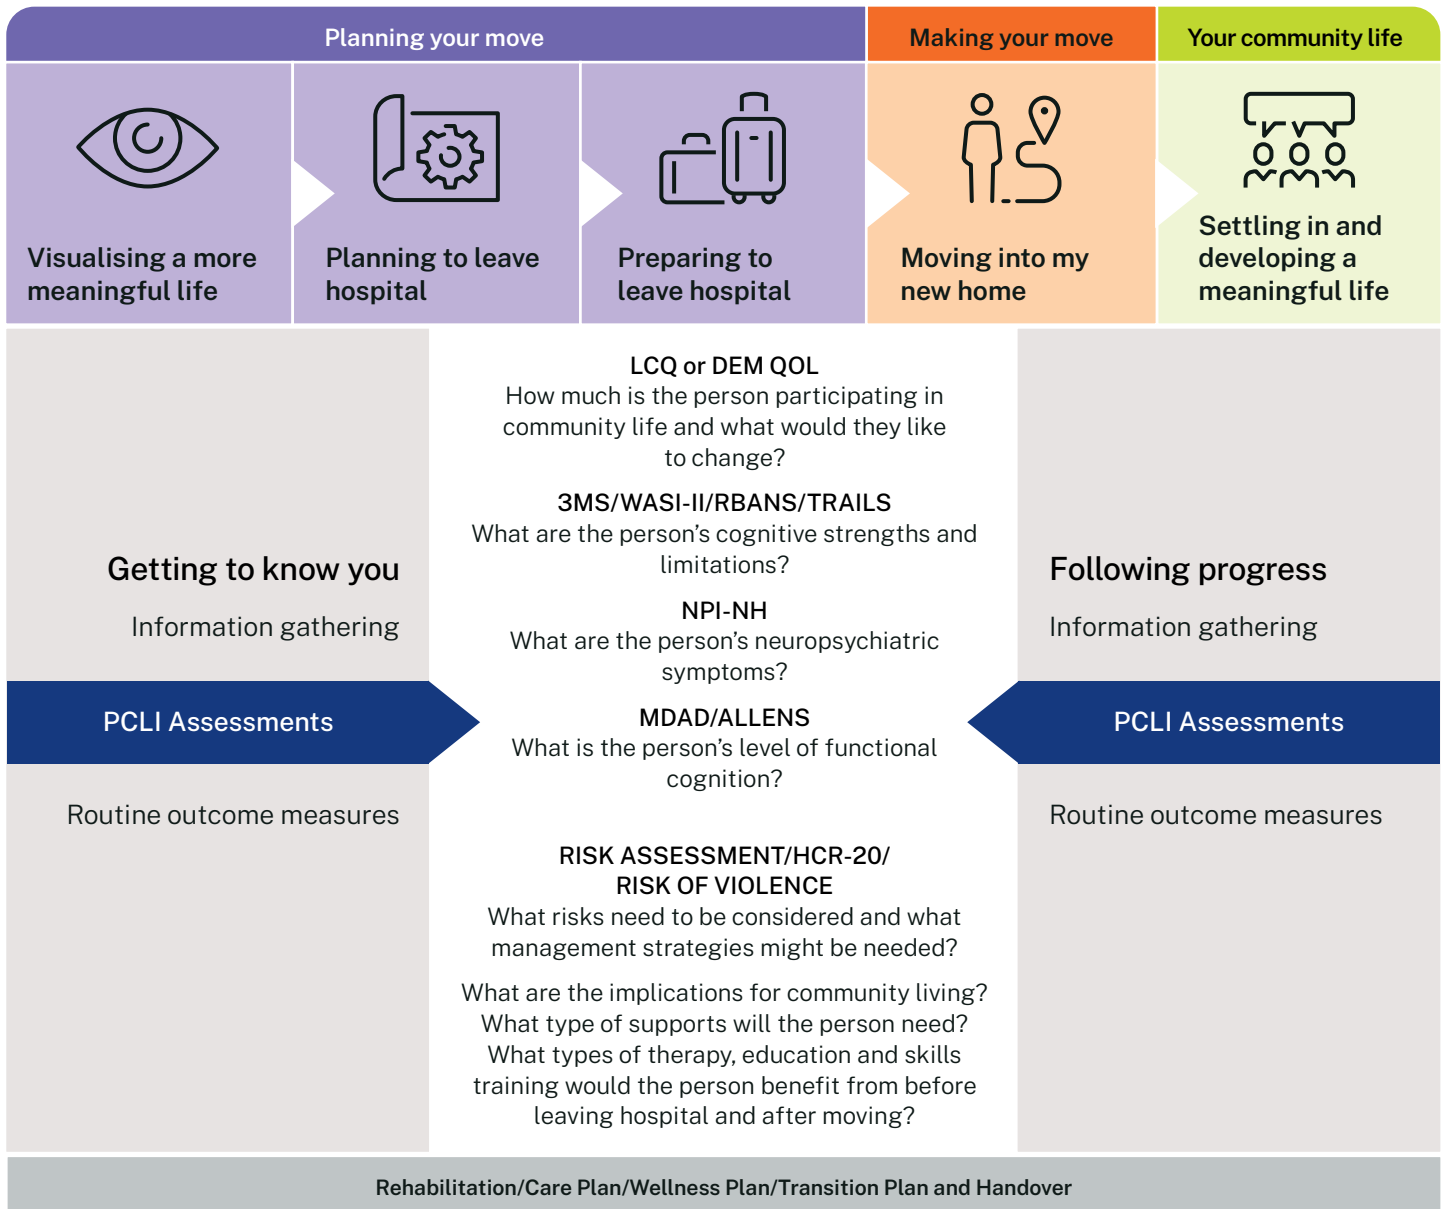 Planning your move
Making your move
Your community life
Visualising a more
meaningful life
Planning to leave
hospital
Preparing to
leave hospital
Moving into my
new home
Settling in and
developing a
meaningful life
Getting to know you
Information gathering
PCLI Assessments
Routine outcome measures
LCQ or DEM QOL
How much is the person participating in
community life and what would they like
to change?
3MS/WASI-II/RBANS/TRAILS
What are the person’s cognitive strengths and
limitations?
NPI-NH
What are the person’s neuropsychiatric
symptoms?
MDAD/ALLENS
What is the person’s level of functional
cognition?
RISK ASSESSMENT/HCR-20/
RISK OF VIOLENCE
What risks need to be considered and what
management strategies might be needed?
What are the implications for community living?
What type of supports will the person need?
What types of therapy, education and skills
training would the person benefit from before
leaving hospital and after moving?
Following progress
Information gathering
PCLI Assessments
Routine outcome measures
Rehabilitation/Care Plan/Wellness Plan/Transition Plan and Handover